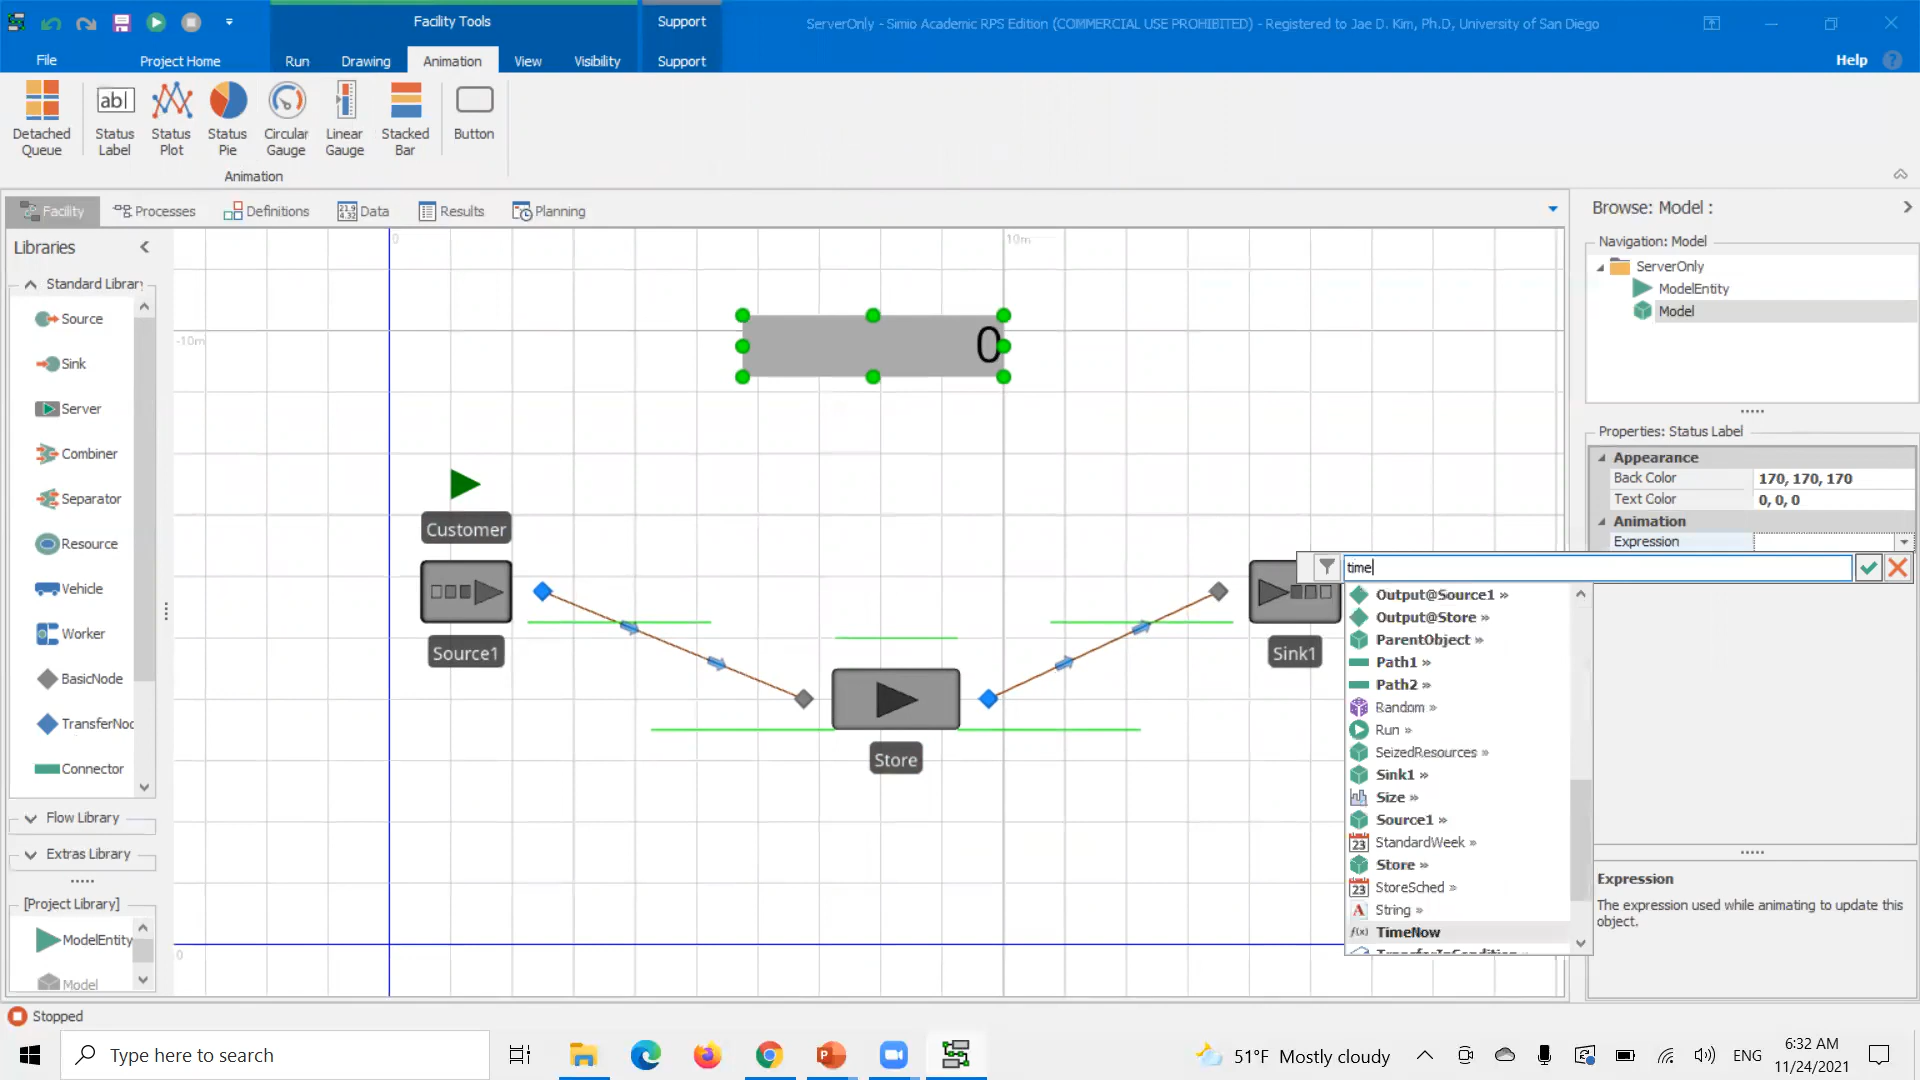 Facility Tools
Support
ServerOnly - Simio Academic RPS Edition (COMMERCIAL USE PROHIBITED) - Registered to Jae D. Kim, Ph.D, University of San Diego
File
Project Home
Run
Drawing
Animation
View
Visibility
Support
Help
Detached Queue
abl Status Label
Status Plot
Status Pie
Circular Gauge
Linear Gauge
Stacked Bar
Button
Animation
Facility
Processes
Definitions
Data
Results
Planning
Libraries
Standard Library
Source
Sink
Server
Combiner
Separator
Resource
Vehicle
Worker
BasicNode
TransferNod
Connector
Flow Library
Extras Library
[Project Library]
ModelEntity
Model
0
10m
-10m
0
0
Customer
Source1
Store
Sink1
Browse: Model :
Navigation: Model
ServerOnly
ModelEntity
Model
Properties: Status Label
Appearance
Back Color 170, 170, 170
Text Color 0, 0, 0
Animation
Expression
time
Output@Source1 »
Output@Store »
ParentObject »
Path1 »
Path2 »
Random »
Run »
SeizedResources »
Sink1 »
Size »
Source1 »
StandardWeek »
Store »
StoreSched »
String »
TimeNow
TransferInCondition »
Expression
The expression used while animating to update this
object.
Stopped
Type here to search
51°F Mostly cloudy
ENG
6:32 AM
11/24/2021